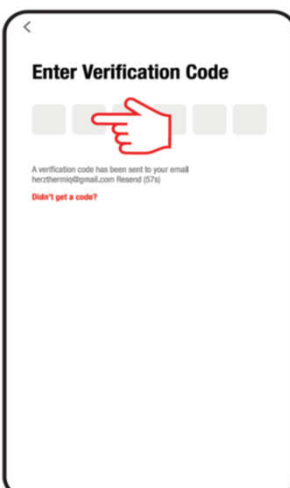 Enter Verification Code
A verification code has been sent to your email
herzthermiq@gmail.com Resend (57s)
Didn't get a code?